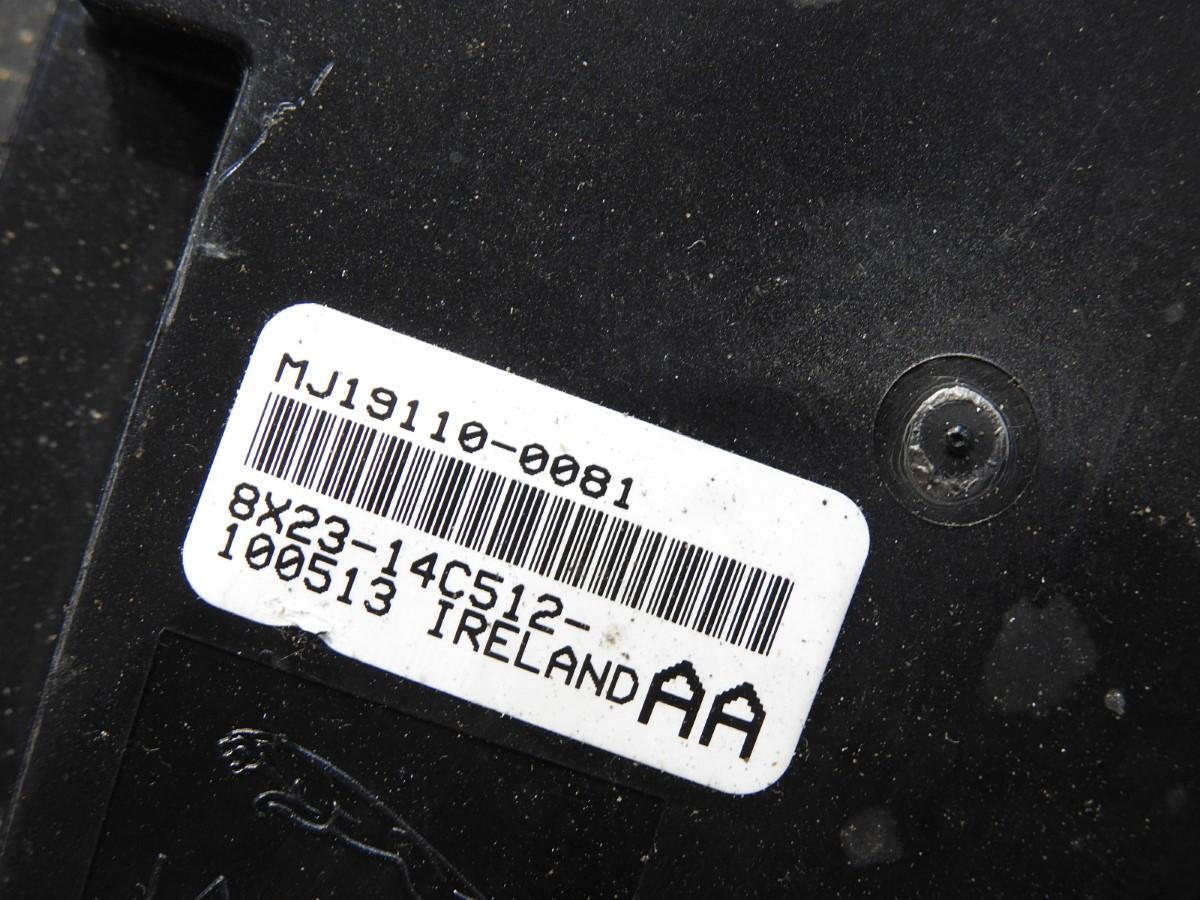 MJ19110-0081
8X23-14C512-
100513 IRELAND AA